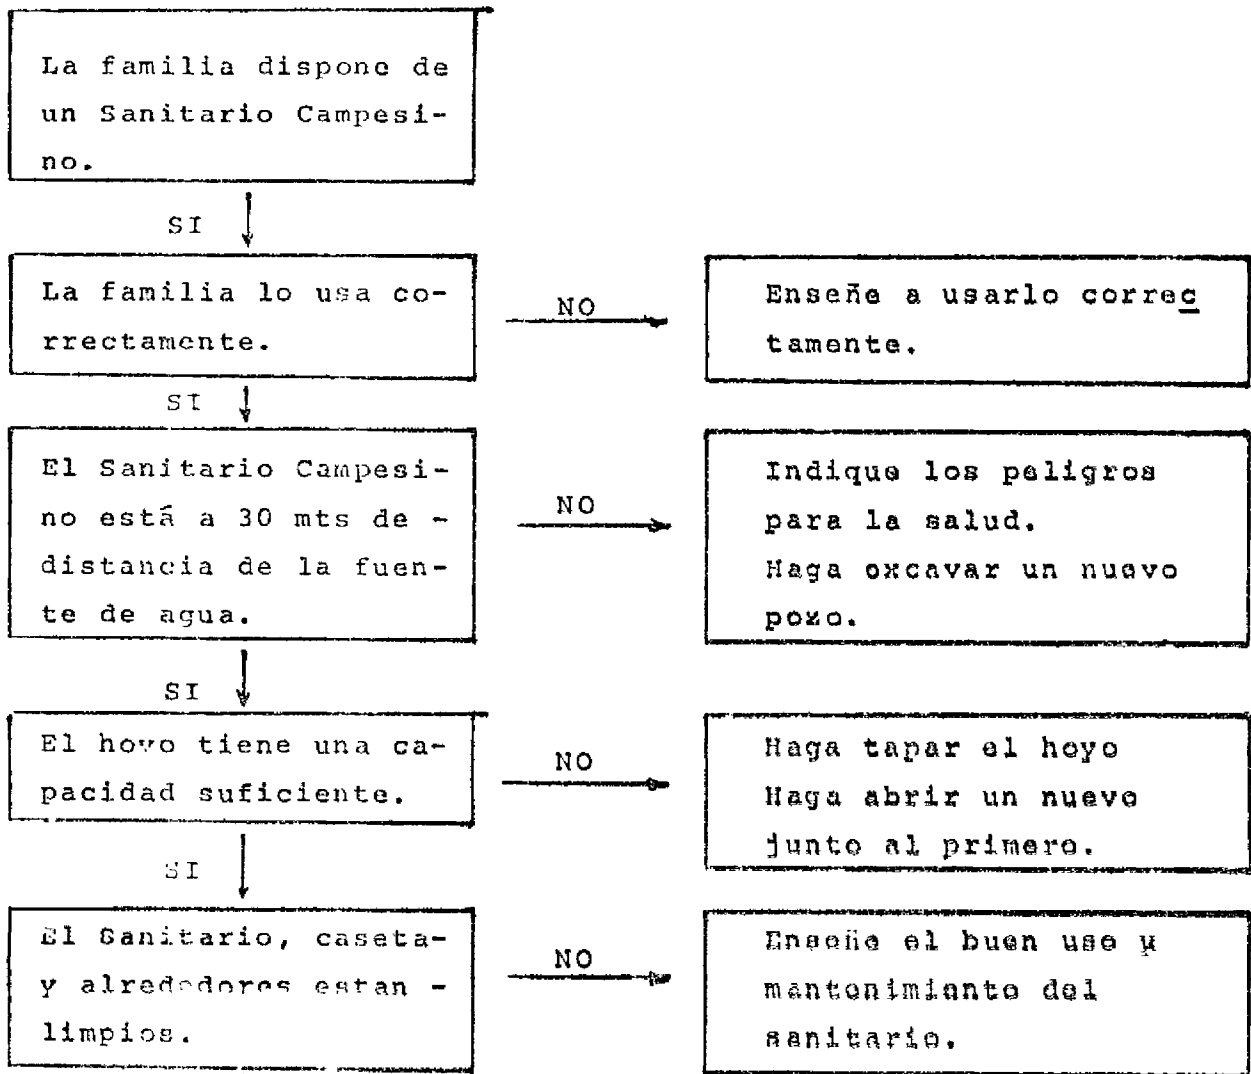 La familia dispone de
un Sanitario Campesi-
no.
SI
La familia lo usa co-
rrectamente.
NO
Enseñe a usarlo correc
tamente.
SI
El Sanitario Campesi-
no está a 30 mts de -
distancia de la fuen-
te de agua.
NO
Indique los peligros
para la salud.
Haga excavar un nuevo
pozo.
SI
El hoyo tiene una ca-
pacidad suficiente.
NO
Haga tapar el hoyo
Haga abrir un nuevo
junto al primero.
SI
El Sanitario, caseta-
y alrededores estan -
limpios.
NO
Enseñe el buen uso y
mantenimiento del
sanitario.